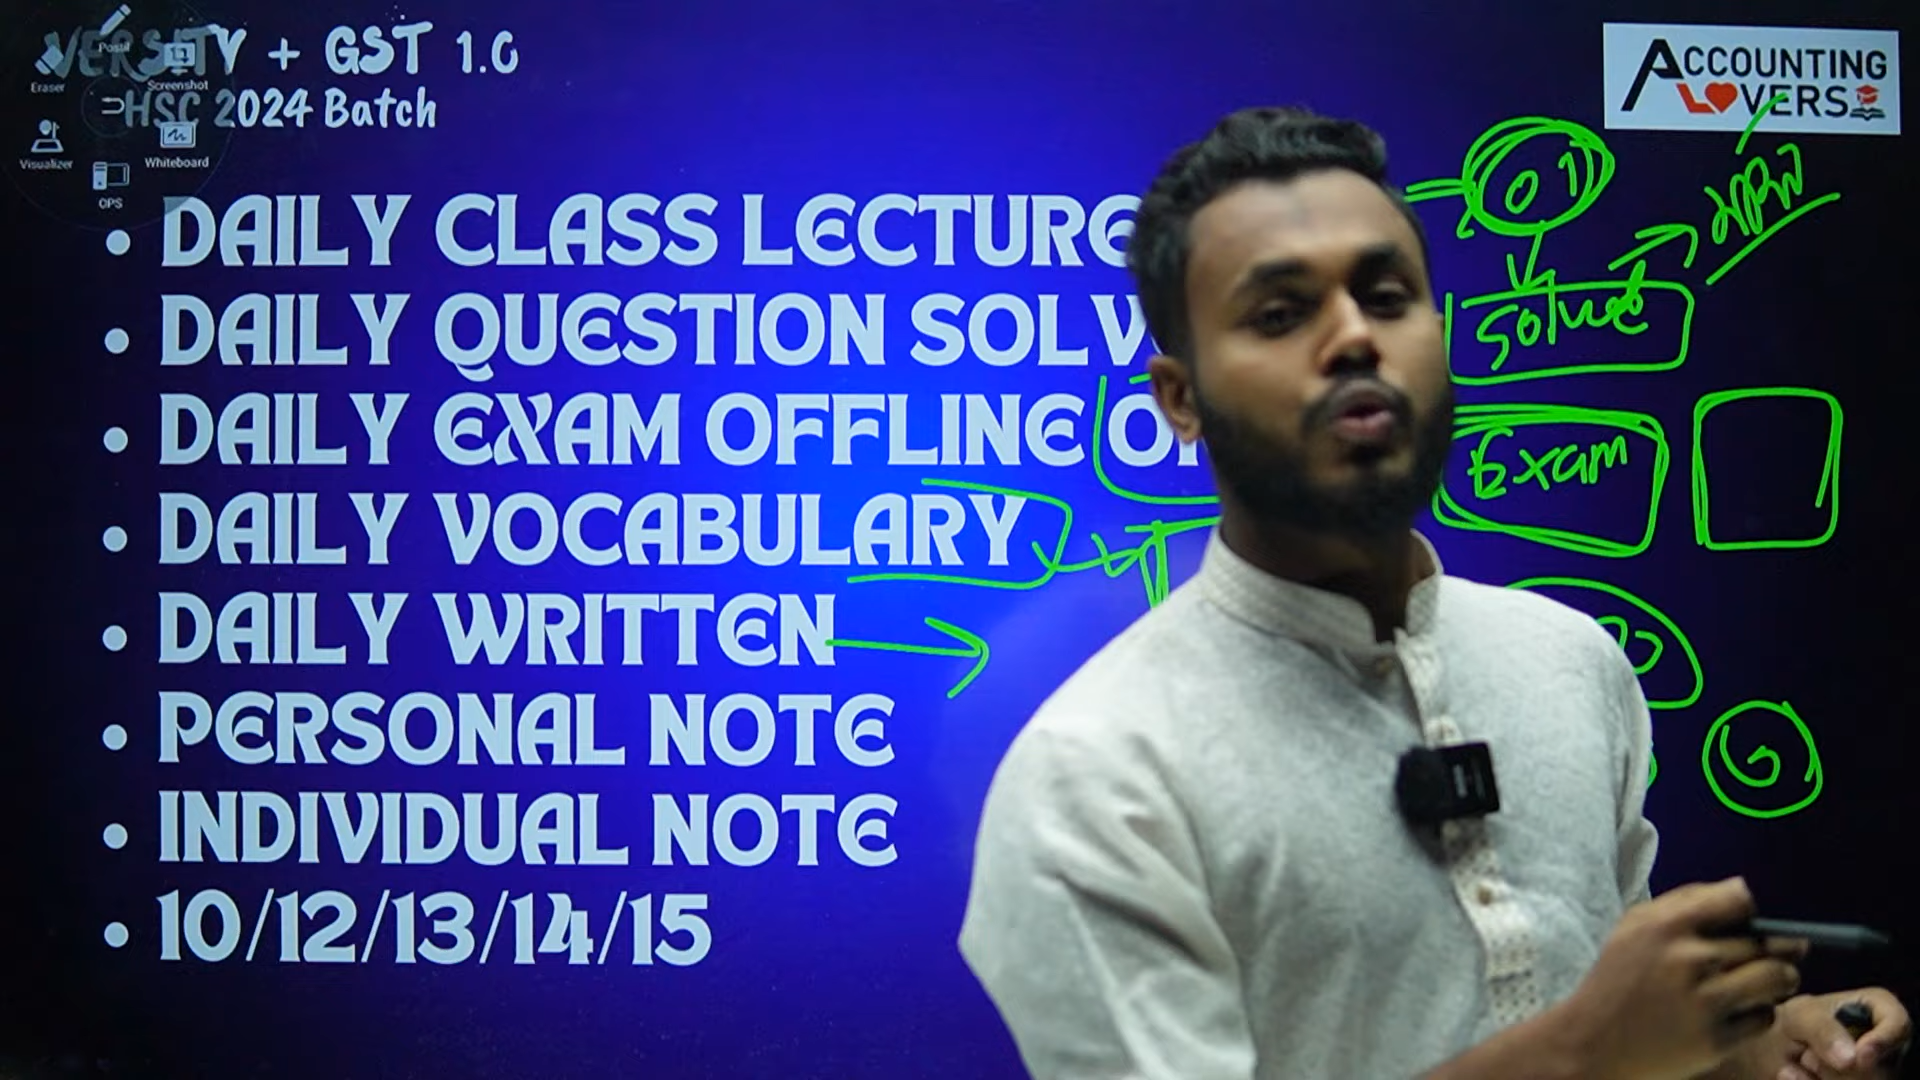 VERSITY + GST 1.0
HSC 2024 Batch
Postil
Eraser
Screenshot
Visualizer
Whiteboard
OPS
ACCOUNTING
LOVERS
• DAILY CLASS LECTURE
• DAILY QUESTION SOLV
• DAILY EXAM OFFLINE
• DAILY VOCABULARY
• DAILY WRITTEN
• PERSONAL NOTE
• INDIVIDUAL NOTE
• 10/12/13/14/15
Solve
Exam